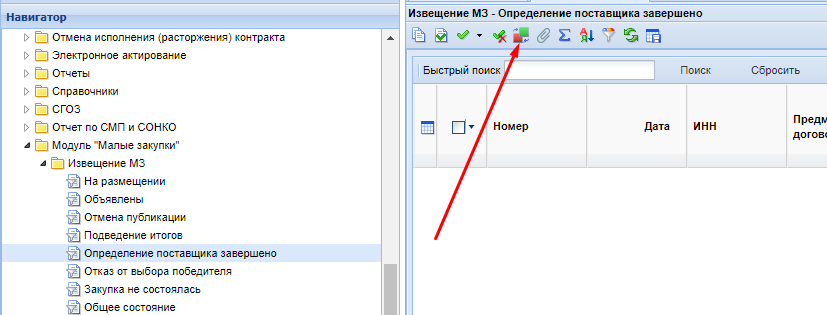 Навигатор
Отмена исполнения (расторжения) контракта
Электронное актирование
Отчеты
Справочники
СГОЗ
Отчет по СМП и СОНКО
Модуль "Малые закупки"
Извещение МЗ
На размещении
Объявлены
Отмена публикации
Подведение итогов
Определение поставщика завершено
Отказ от выбора победителя
Закупка не состоялась
Общее состояние
Извещение МЗ - Определение поставщика завершено
Быстрый поиск Поиск Сбросить
Номер Дата ИНН Предм
догово